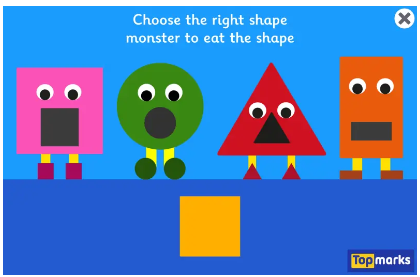 Choose the right shape
monster to eat the shape
Topmarks